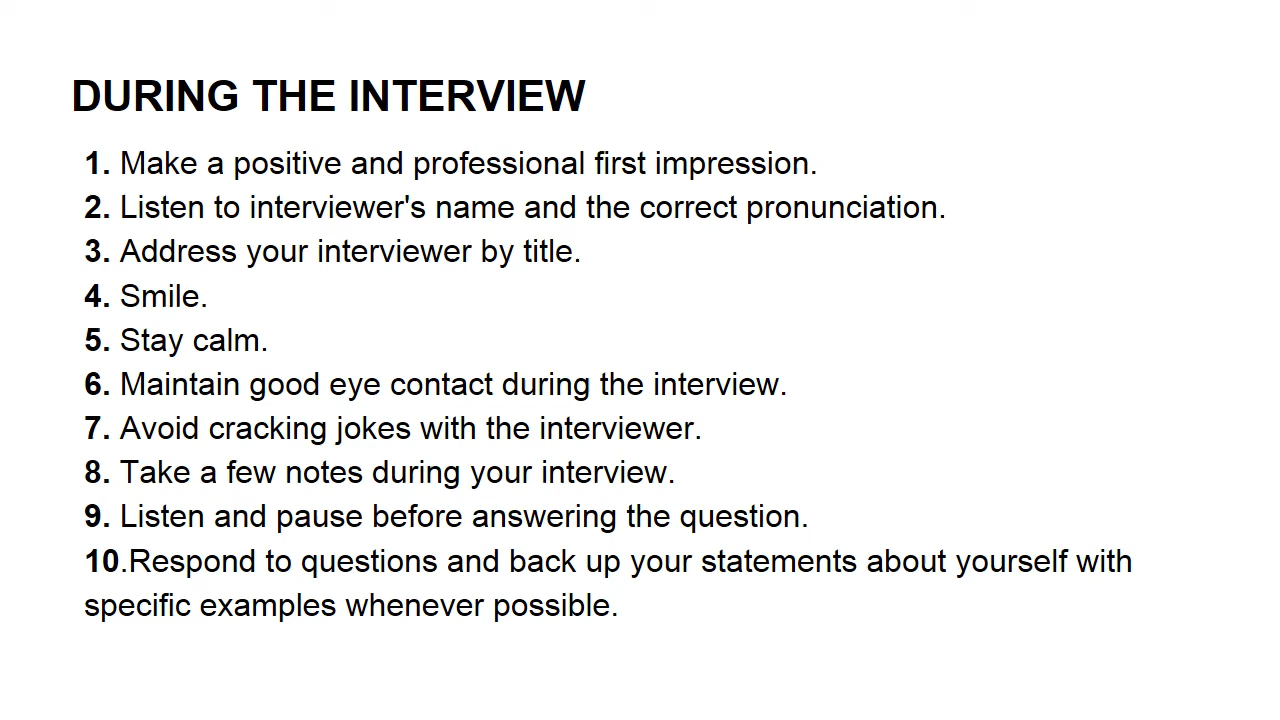 DURING THE INTERVIEW
1. Make a positive and professional first impression.
2. Listen to interviewer's name and the correct pronunciation.
3. Address your interviewer by title.
4. Smile.
5. Stay calm.
6. Maintain good eye contact during the interview.
7. Avoid cracking jokes with the interviewer.
8. Take a few notes during your interview.
9. Listen and pause before answering the question.
10.Respond to questions and back up your statements about yourself with
specific examples whenever possible.